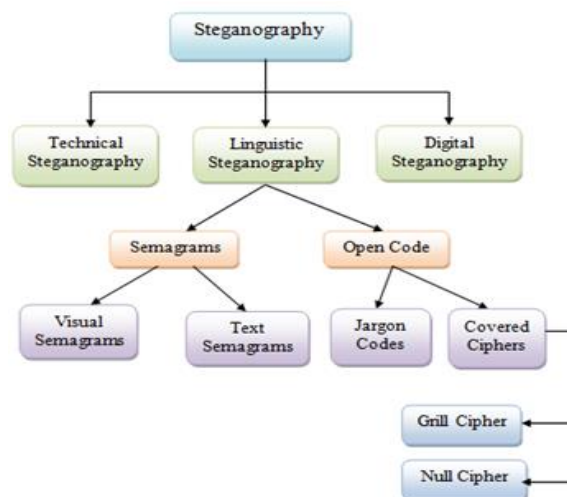 Steganography
Technical
Steganography
Linguistic
Steganography
Digital
Steganography
Semagrams
Open Code
Visual
Semagrams
Text
Semagrams
Jargon
Codes
Covered
Ciphers
Grill Cipher
Null Cipher